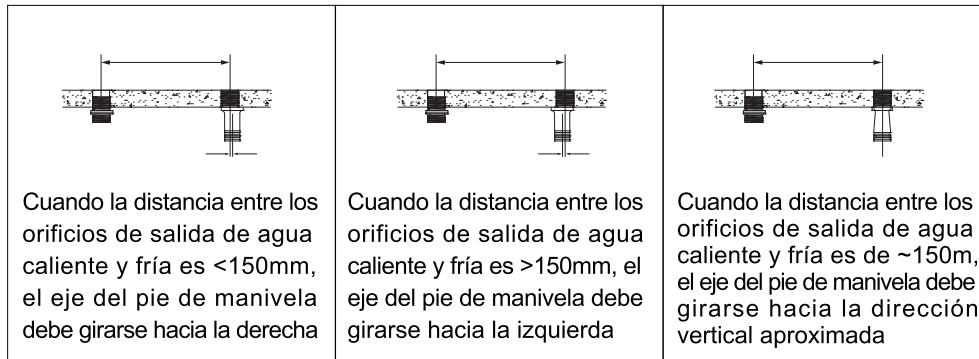 Cuando la distancia entre los
orificios de salida de agua
caliente y fría es <150mm,
el eje del pie de manivela
debe girarse hacia la derecha
Cuando la distancia entre los
orificios de salida de agua
caliente y fría es >150mm, el
eje del pie de manivela debe
girarse hacia la izquierda
Cuando la distancia entre los
orificios de salida de agua
caliente y fría es de ~150m,
el eje del pie de manivela debe
girarse hacia la dirección
vertical aproximada